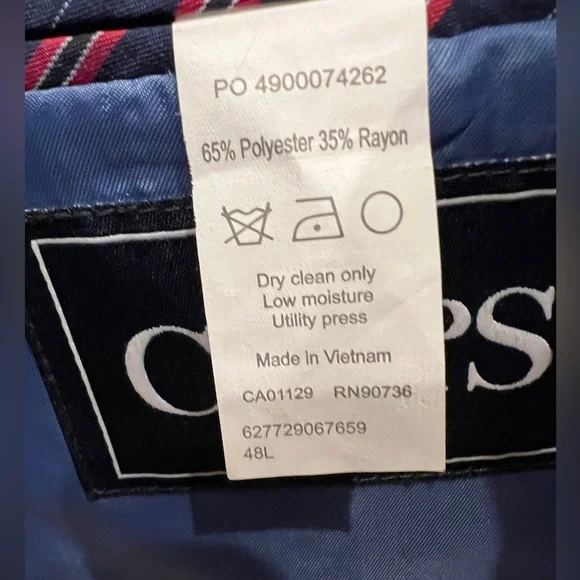 PO 4900074262
65% Polyester 35% Rayon
Dry clean only
Low moisture
Utility press
Made in Vietnam
CA01129 RN90736
627729067659
48L